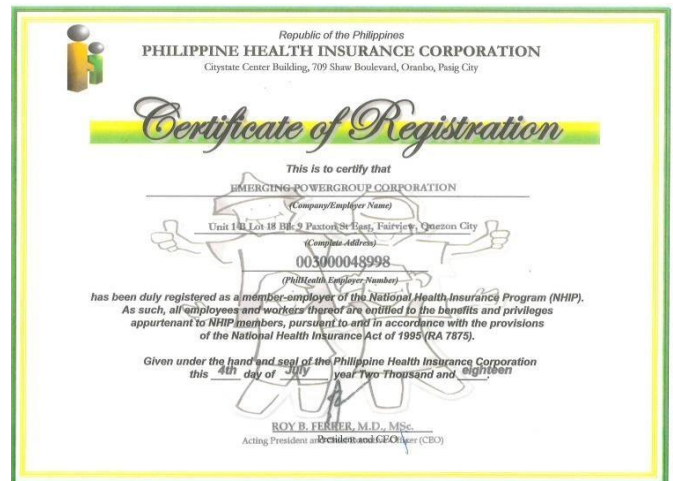 Republic of the Philippines
PHILIPPINE HEALTH INSURANCE CORPORATION
Citystate Center Building, 709 Shaw Boulevard, Oranbo, Pasig City
Certificate of Registration
This is to certify that
EMERGING POWERGROUP CORPORATION
(Company/Employer Name)
Unit 1-B Lot 18 Blk 9 Paxton St East, Fairview, Quezon City
(Complete Address)
003000048998
(PhilHealth Employer Number)
has been duly registered as a member-employer of the National Health Insurance Program (NHIP).
As such, all employees and workers thereof are entitled to the benefits and privileges
appurtenant to NHIP members, pursuant to and in accordance with the provisions
of the National Health Insurance Act of 1995 (RA 7875).
Given under the hand and seal of the Philippine Health Insurance Corporation
this 4th day of July year Two Thousand and eighteen.
ROY B. FERRER, M.D., MSc.
Acting President and (CEO)
President and CEO